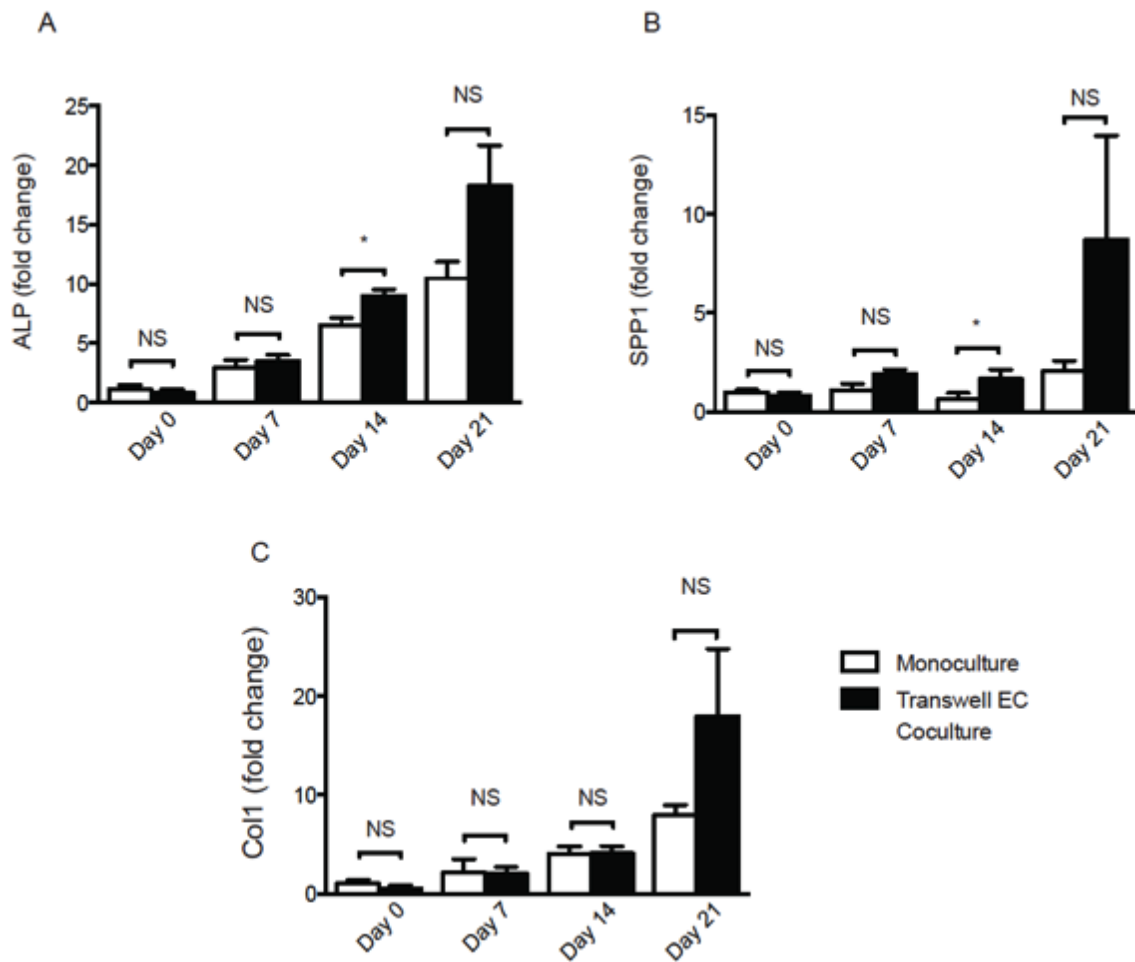 A
ALP (fold change)
25
20
15
10
5
0
NS
NS
*
NS
Day 0
Day 7
Day 14
Day 21
B
SPP1 (fold change)
15
10
5
0
NS
NS
*
NS
Day 0
Day 7
Day 14
Day 21
C
Col1 (fold change)
30
20
10
0
NS
NS
NS
NS
Day 0
Day 7
Day 14
Day 21
Monoculture
Transwell EC
Coculture